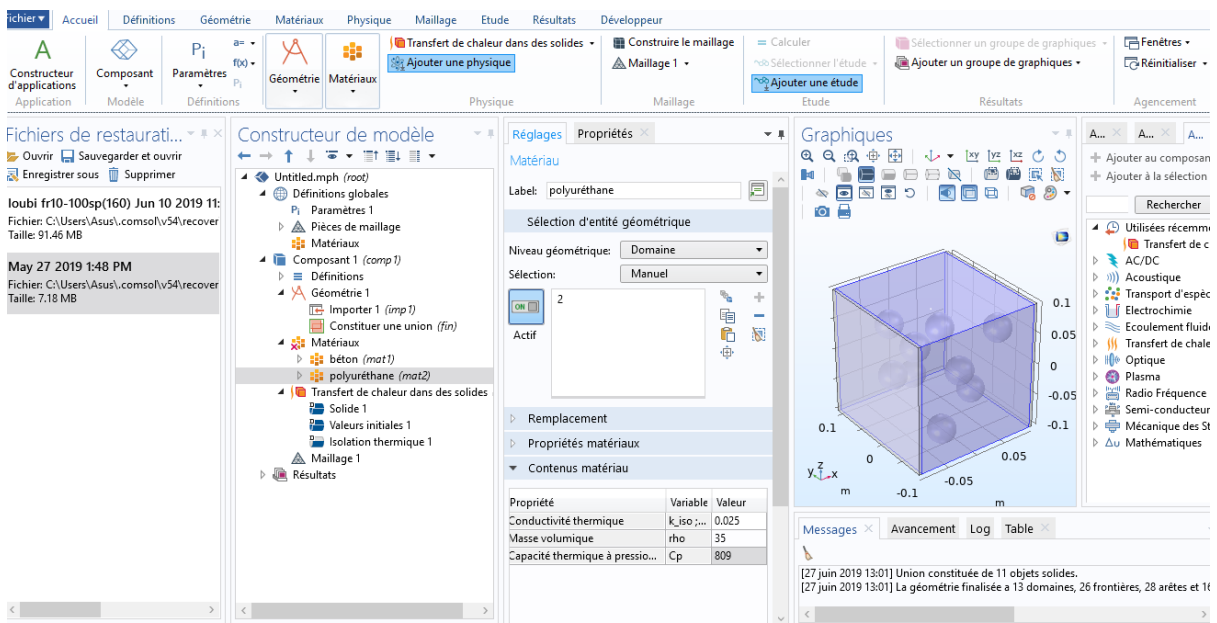 Fichier Accueil Définitions Géométrie Matériaux Physique Maillage Etude Résultats Développeur
Constructeur d'applications
Application
Composant
Modèle
Pi
Paramètres
a=
f(x)
Pi
Définitions
Géométrie
Matériaux
Transfert de chaleur dans des solides
Ajouter une physique
Physique
Construire le maillage
Maillage 1
Maillage
= Calculer
Sélectionner l'étude
Ajouter une étude
Etude
Sélectionner un groupe de graphiques
Ajouter un groupe de graphiques
Résultats
Fenêtres
Réinitialiser
Agencement
Fichiers de restaurati...
Ouvrir Sauvegarder et ouvrir
Enregistrer sous Supprimer
loubi fr10-100sp(160) Jun 10 2019 11:
Fichier: C:\Users\Asus\.comsol\v54\recover
Taille: 91.46 MB
May 27 2019 1:48 PM
Fichier: C:\Users\Asus\.comsol\v54\recover
Taille: 7.18 MB
Constructeur de modèle
Untitled.mph (root)
Définitions globales
Pi Paramètres 1
Pièces de maillage
Matériaux
Composant 1 (comp1)
Définitions
Géométrie 1
Importer 1 (imp1)
Constituer une union (fin)
Matériaux
béton (mat1)
polyuréthane (mat2)
Transfert de chaleur dans des solides
Solide 1
Valeurs initiales 1
Isolation thermique 1
Maillage 1
Résultats
Réglages Propriétés
Matériau
Label: polyuréthane
Sélection d'entité géométrique
Niveau géométrique: Domaine
Sélection: Manuel
ON
Actif
2
Remplacement
Propriétés matériaux
Contenus matériau
Propriété Variable Valeur
Conductivité thermique k_iso ;... 0.025
Masse volumique rho 35
Capacité thermique à pressio... Cp 809
Graphiques
xy yz xz
0.1
0.05
0
-0.05
-0.1
0.1
0
-0.1
0.05
-0.05
m
m
y z x
Messages Avancement Log Table
[27 juin 2019 13:01] Union constituée de 11 objets solides.
[27 juin 2019 13:01] La géométrie finalisée a 13 domaines, 26 frontières, 28 arêtes et 16
A... A... A...
Ajouter au composan
Ajouter à la sélection
Rechercher
Utilisées récemme
Transfert de c
AC/DC
Acoustique
Transport d'espèc
Electrochimie
Ecoulement fluide
Transfert de chale
Optique
Plasma
Radio Fréquence
Semi-conducteur
Mécanique des St
Δu Mathématiques